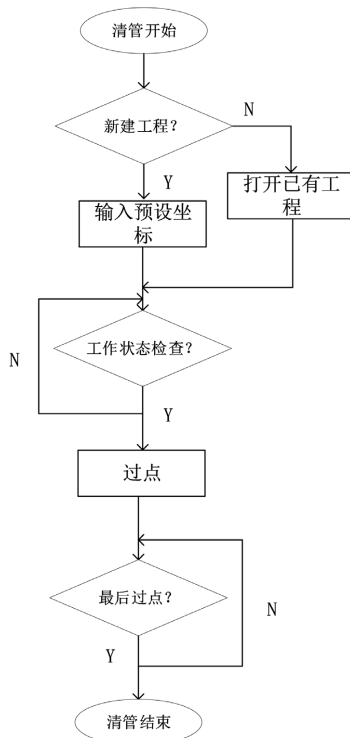 清管开始
新建工程？
N
Y
输入预设坐
标
打开已有工
程
工作状态检查？
N
Y
过点
最后过点？
N
Y
清管结束